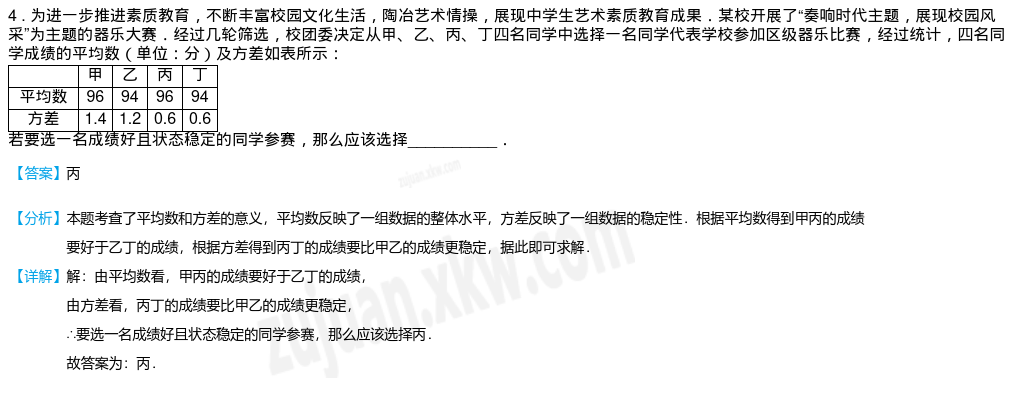 4．为进一步推进素质教育，不断丰富校园文化生活，陶冶艺术情操，展现中学生艺术素质教育成果．某校开展了“奏响时代主题，展现校园风
采”为主题的器乐大赛．经过几轮筛选，校团委决定从甲、乙、丙、丁四名同学中选择一名同学代表学校参加区级器乐比赛，经过统计，四名同
学成绩的平均数（单位：分）及方差如表所示：
甲 乙 丙 丁
平均数 96 94 96 94
方差 1.4 1.2 0.6 0.6
若要选一名成绩好且状态稳定的同学参赛，那么应该选择__________．
【答案】丙
zujuan.xkw.com
【分析】本题考查了平均数和方差的意义，平均数反映了一组数据的整体水平，方差反映了一组数据的稳定性．根据平均数得到甲丙的成绩
要好于乙丁的成绩，根据方差得到丙丁的成绩要比甲乙的成绩更稳定，据此即可求解．
【详解】解：由平均数看，甲丙的成绩要好于乙丁的成绩，
由方差看，丙丁的成绩要比甲乙的成绩更稳定，
∴要选一名成绩好且状态稳定的同学参赛，那么应该选择丙．
故答案为：丙．
zujuan.xkw.com